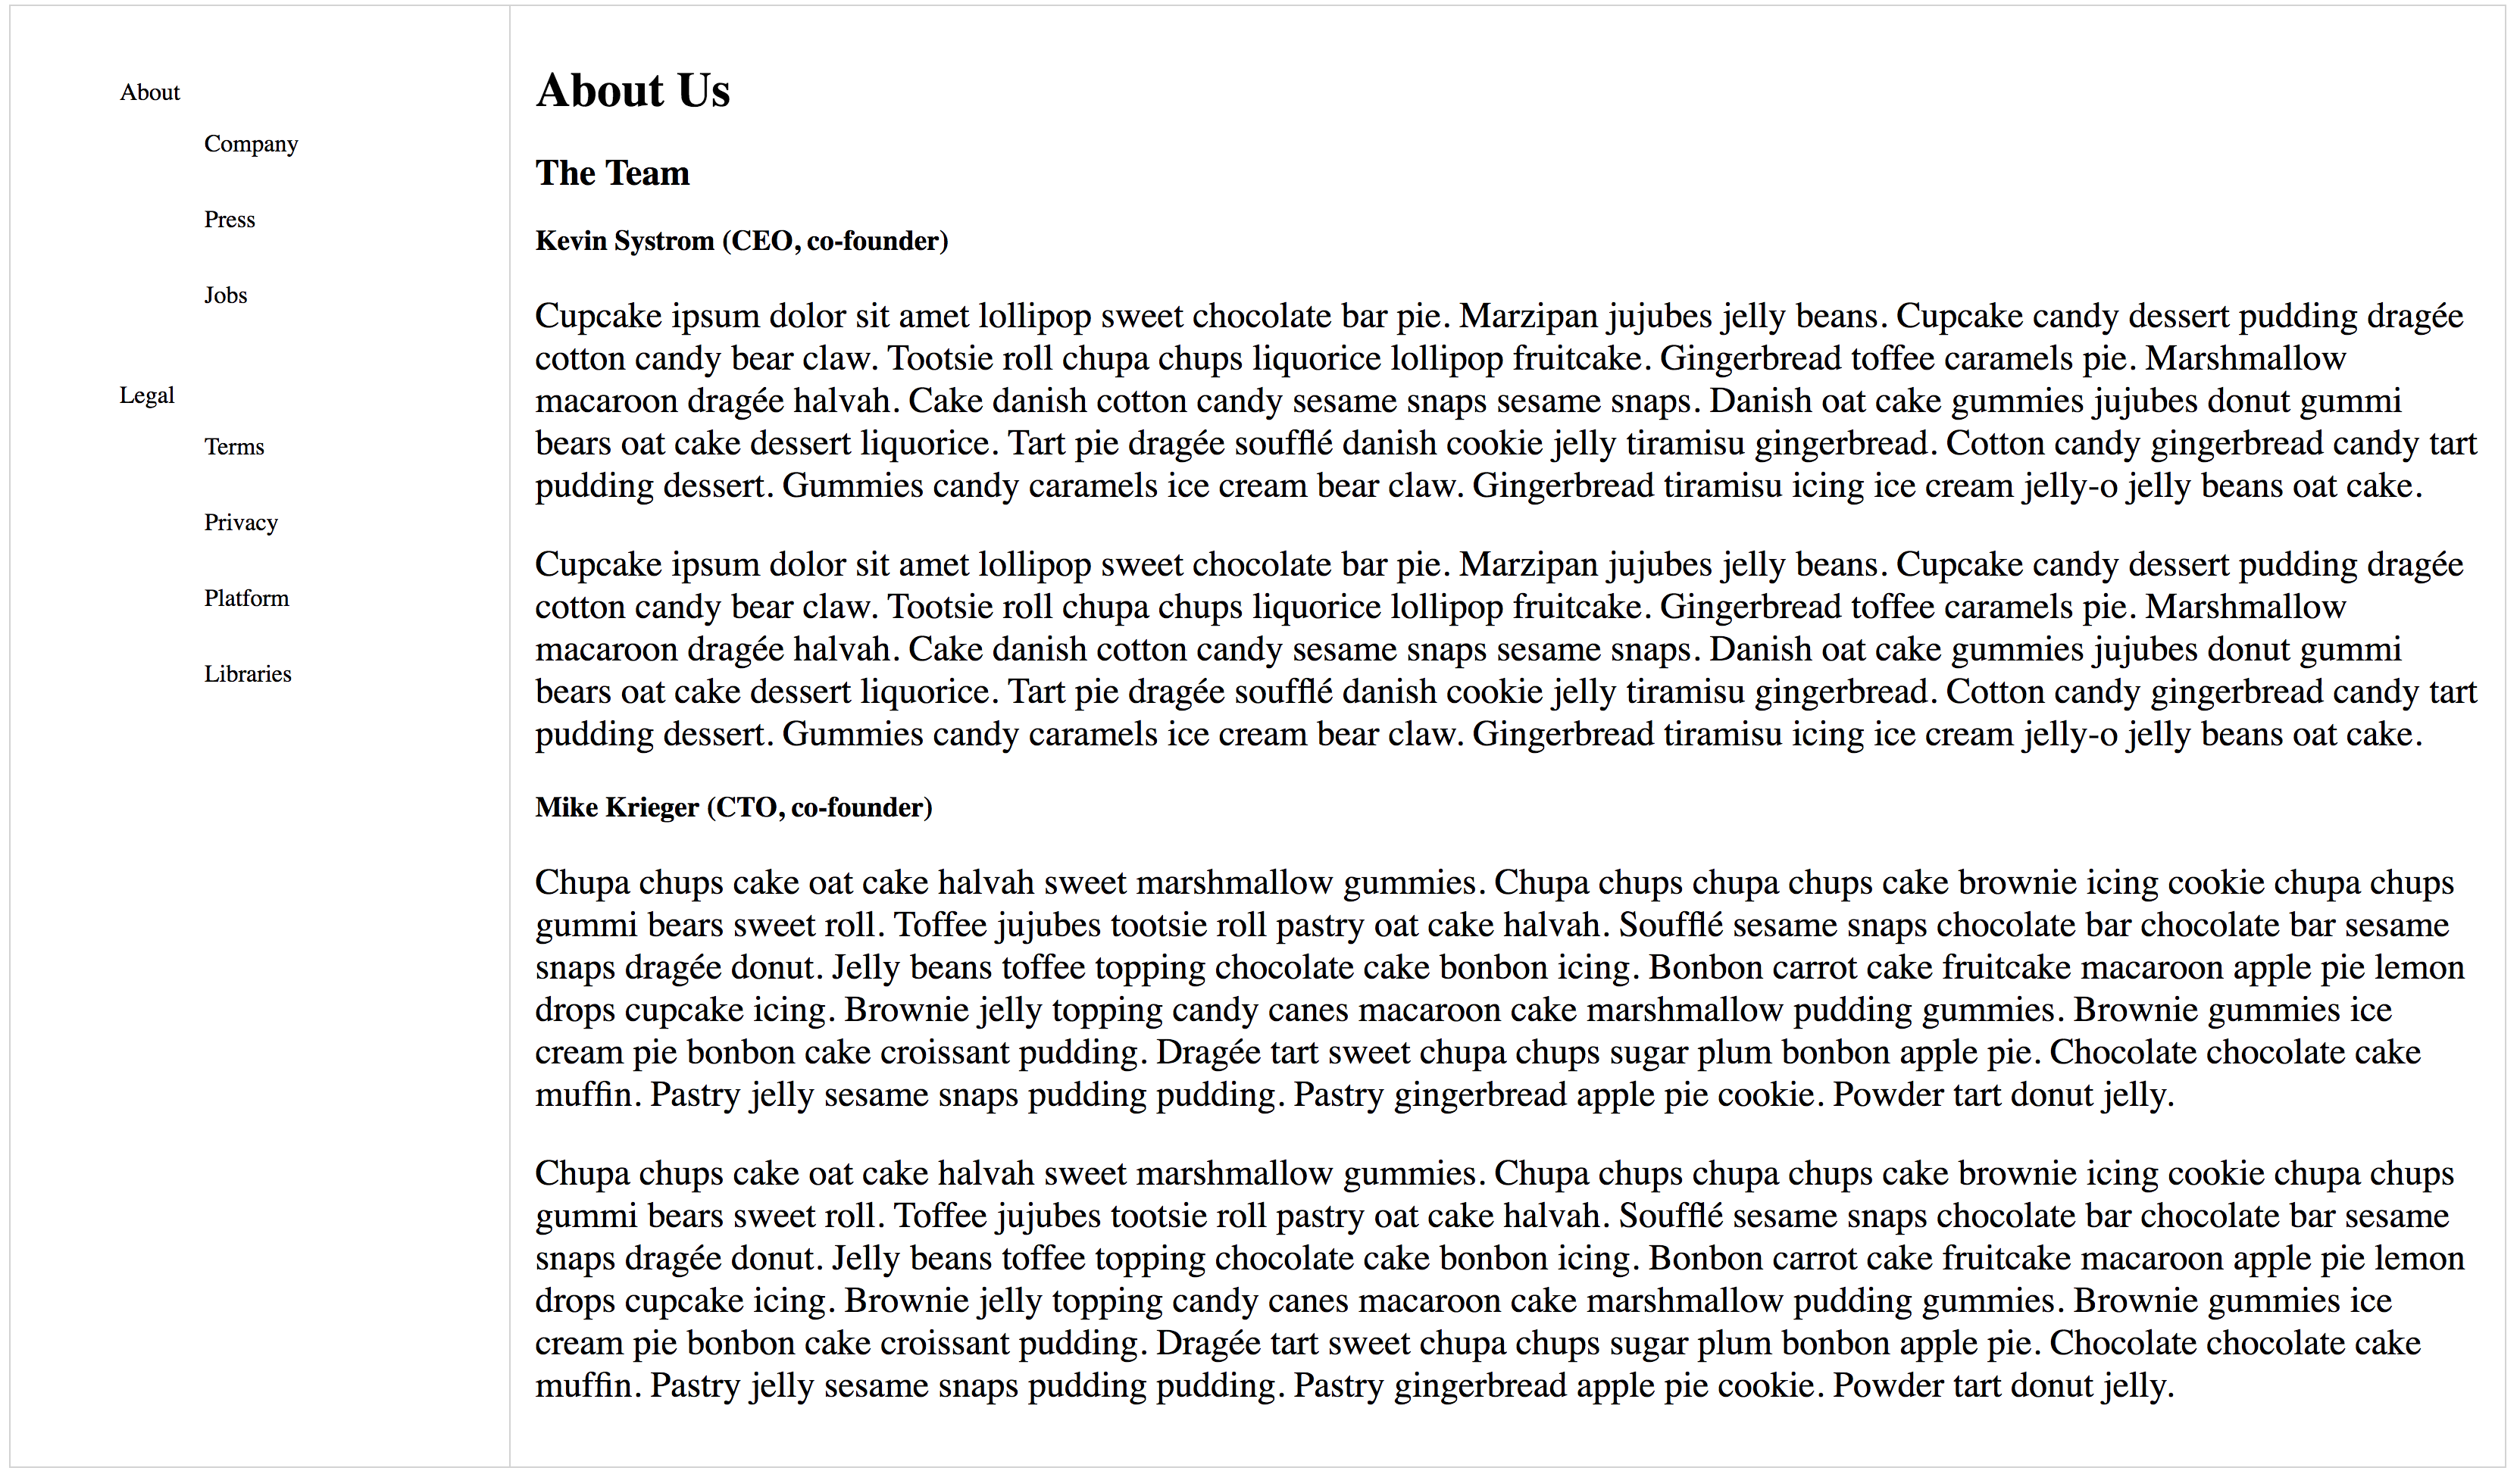 About
Company
Press
Jobs
Legal
Terms
Privacy
Platform
Libraries
About Us
The Team
Kevin Systrom (CEO, co-founder)
Cupcake ipsum dolor sit amet lollipop sweet chocolate bar pie. Marzipan jujubes jelly beans. Cupcake candy dessert pudding dragée
cotton candy bear claw. Tootsie roll chupa chups liquorice lollipop fruitcake. Gingerbread toffee caramels pie. Marshmallow
macaroon dragée halvah. Cake danish cotton candy sesame snaps sesame snaps. Danish oat cake gummies jujubes donut gummi
bears oat cake dessert liquorice. Tart pie dragée soufflé danish cookie jelly tiramisu gingerbread. Cotton candy gingerbread candy tart
pudding dessert. Gummies candy caramels ice cream bear claw. Gingerbread tiramisu icing ice cream jelly-o jelly beans oat cake.
Cupcake ipsum dolor sit amet lollipop sweet chocolate bar pie. Marzipan jujubes jelly beans. Cupcake candy dessert pudding dragée
cotton candy bear claw. Tootsie roll chupa chups liquorice lollipop fruitcake. Gingerbread toffee caramels pie. Marshmallow
macaroon dragée halvah. Cake danish cotton candy sesame snaps sesame snaps. Danish oat cake gummies jujubes donut gummi
bears oat cake dessert liquorice. Tart pie dragée soufflé danish cookie jelly tiramisu gingerbread. Cotton candy gingerbread candy tart
pudding dessert. Gummies candy caramels ice cream bear claw. Gingerbread tiramisu icing ice cream jelly-o jelly beans oat cake.
Mike Krieger (CTO, co-founder)
Chupa chups cake oat cake halvah sweet marshmallow gummies. Chupa chups chupa chups cake brownie icing cookie chupa chups
gummi bears sweet roll. Toffee jujubes tootsie roll pastry oat cake halvah. Soufflé sesame snaps chocolate bar chocolate bar sesame
snaps dragée donut. Jelly beans toffee topping chocolate cake bonbon icing. Bonbon carrot cake fruitcake macaroon apple pie lemon
drops cupcake icing. Brownie jelly topping candy canes macaroon cake marshmallow pudding gummies. Brownie gummies ice
cream pie bonbon cake croissant pudding. Dragée tart sweet chupa chups sugar plum bonbon apple pie. Chocolate chocolate cake
muffin. Pastry jelly sesame snaps pudding pudding. Pastry gingerbread apple pie cookie. Powder tart donut jelly.
Chupa chups cake oat cake halvah sweet marshmallow gummies. Chupa chups chupa chups cake brownie icing cookie chupa chups
gummi bears sweet roll. Toffee jujubes tootsie roll pastry oat cake halvah. Soufflé sesame snaps chocolate bar chocolate bar sesame
snaps dragée donut. Jelly beans toffee topping chocolate cake bonbon icing. Bonbon carrot cake fruitcake macaroon apple pie lemon
drops cupcake icing. Brownie jelly topping candy canes macaroon cake marshmallow pudding gummies. Brownie gummies ice
cream pie bonbon cake croissant pudding. Dragée tart sweet chupa chups sugar plum bonbon apple pie. Chocolate chocolate cake
muffin. Pastry jelly sesame snaps pudding pudding. Pastry gingerbread apple pie cookie. Powder tart donut jelly.